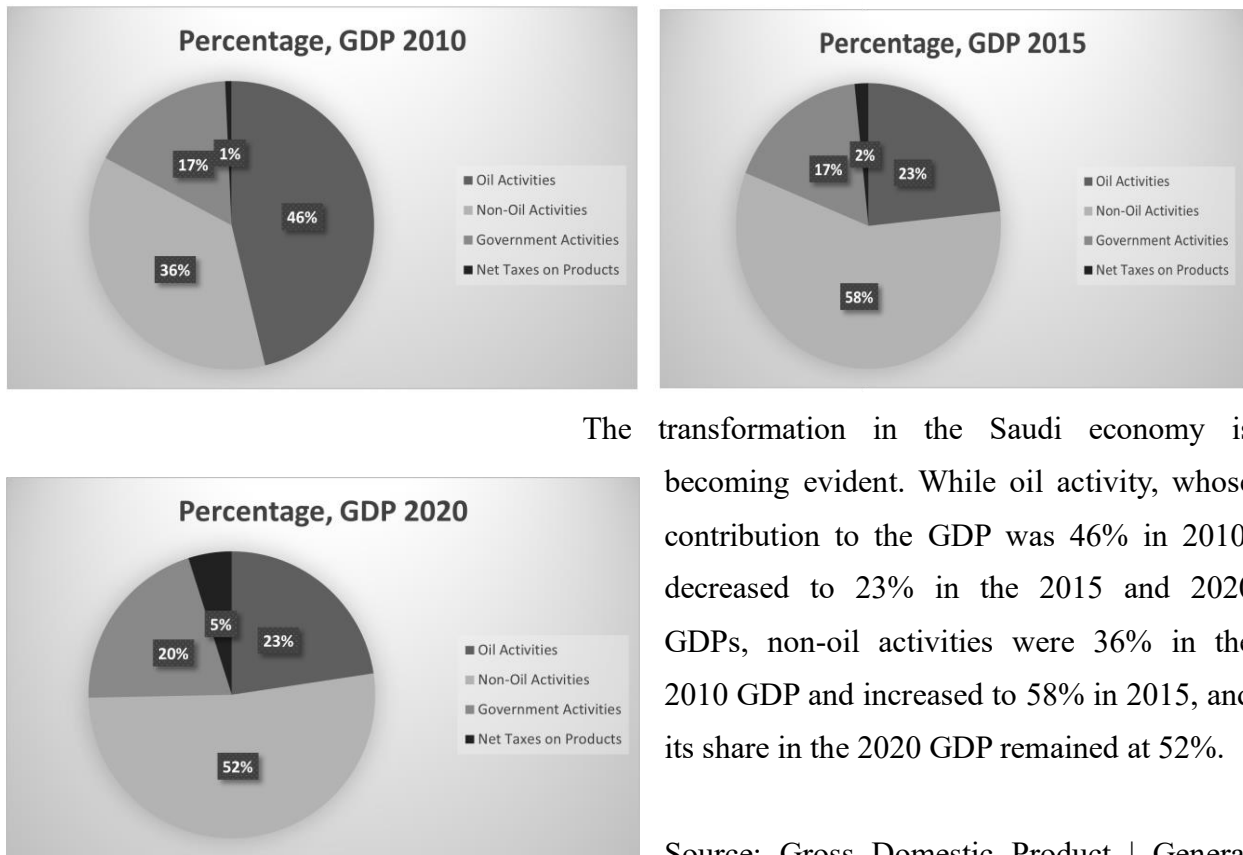 Percentage, GDP 2010
17%
1%
46%
36%
Oil Activities
Non-Oil Activities
Government Activities
Net Taxes on Products
Percentage, GDP 2015
17%
2%
23%
58%
Oil Activities
Non-Oil Activities
Government Activities
Net Taxes on Products
The transformation in the Saudi economy is
becoming evident. While oil activity, whose
contribution to the GDP was 46% in 2010,
decreased to 23% in the 2015 and 2020
GDPs, non-oil activities were 36% in the
2010 GDP and increased to 58% in 2015, and
its share in the 2020 GDP remained at 52%.
Percentage, GDP 2020
5%
20%
23%
52%
Oil Activities
Non-Oil Activities
Government Activities
Net Taxes on Products
Source: Gross Domestic Product | General